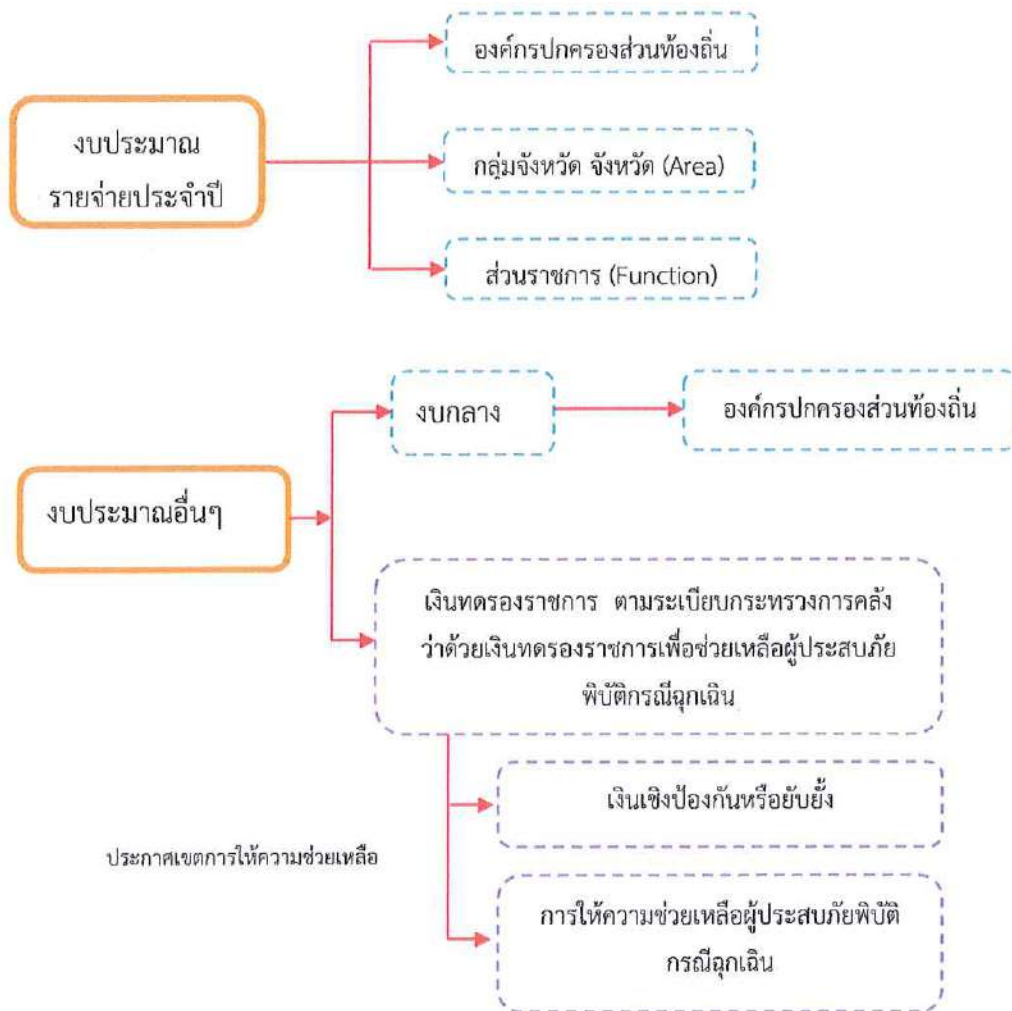 องค์กรปกครองส่วนท้องถิ่น
งบประมาณ
รายจ่ายประจำปี
กลุ่มจังหวัด จังหวัด (Area)
ส่วนราชการ (Function)
งบกลาง
องค์กรปกครองส่วนท้องถิ่น
งบประมาณอื่นๆ
เงินทดรองราชการ ตามระเบียบกระทรวงการคลัง
ว่าด้วยเงินทดรองราชการเพื่อช่วยเหลือผู้ประสบภัย
พิบัติกรณีฉุกเฉิน
เงินเชิงป้องกันหรือยับยั้ง
ประกาศเขตการให้ความช่วยเหลือ
การให้ความช่วยเหลือผู้ประสบภัยพิบัติ
กรณีฉุกเฉิน